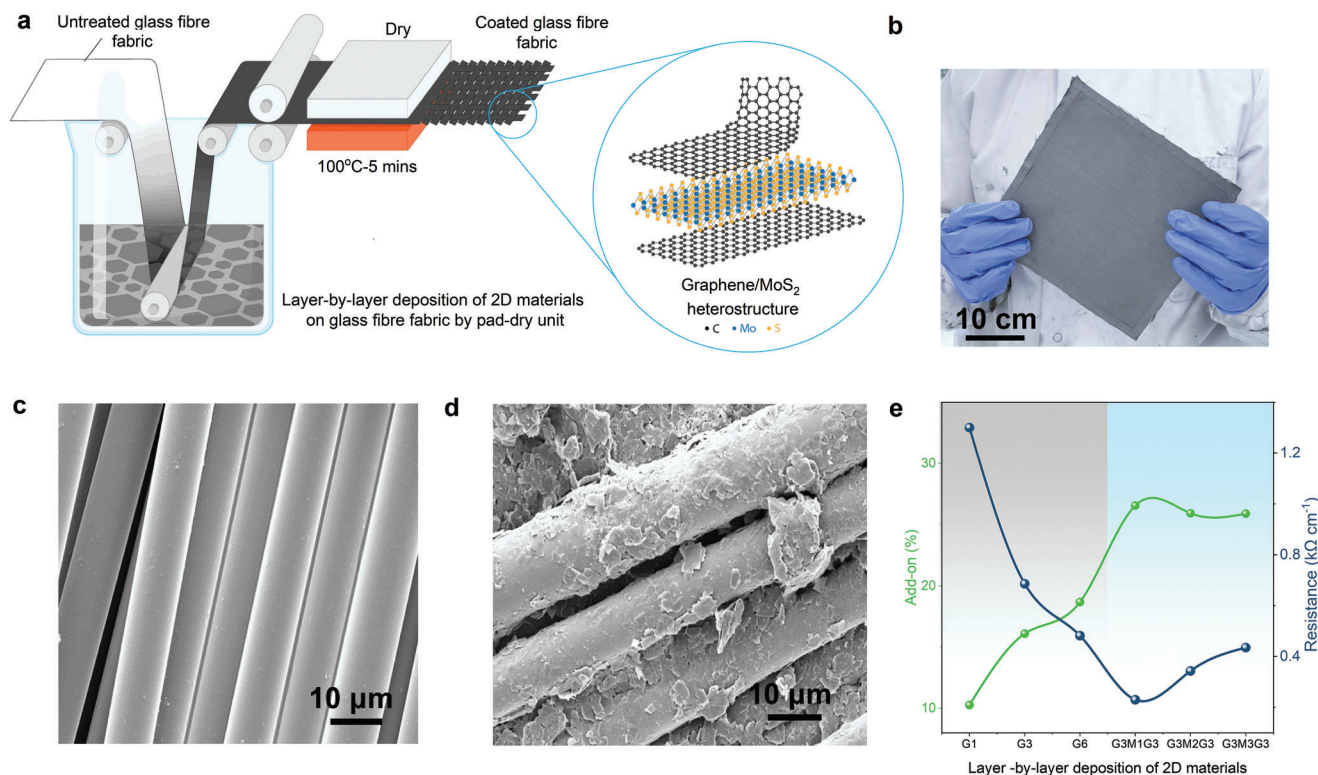 a
Untreated glass fibre
fabric
Dry
Coated glass fibre
fabric
100ºC-5 mins
Layer-by-layer deposition of 2D materials
on glass fibre fabric by pad-dry unit
Graphene/MoS₂
heterostructure
C Mo S
b
10 cm
c
10 µm
d
10 µm
e
Add-on (%)
30
20
10
1.2
0.8
0.4
Resistance (kΩ cm⁻¹)
G1 G3 G6 G3M1G3 G3M2G3 G3M3G3
Layer -by-layer deposition of 2D materials